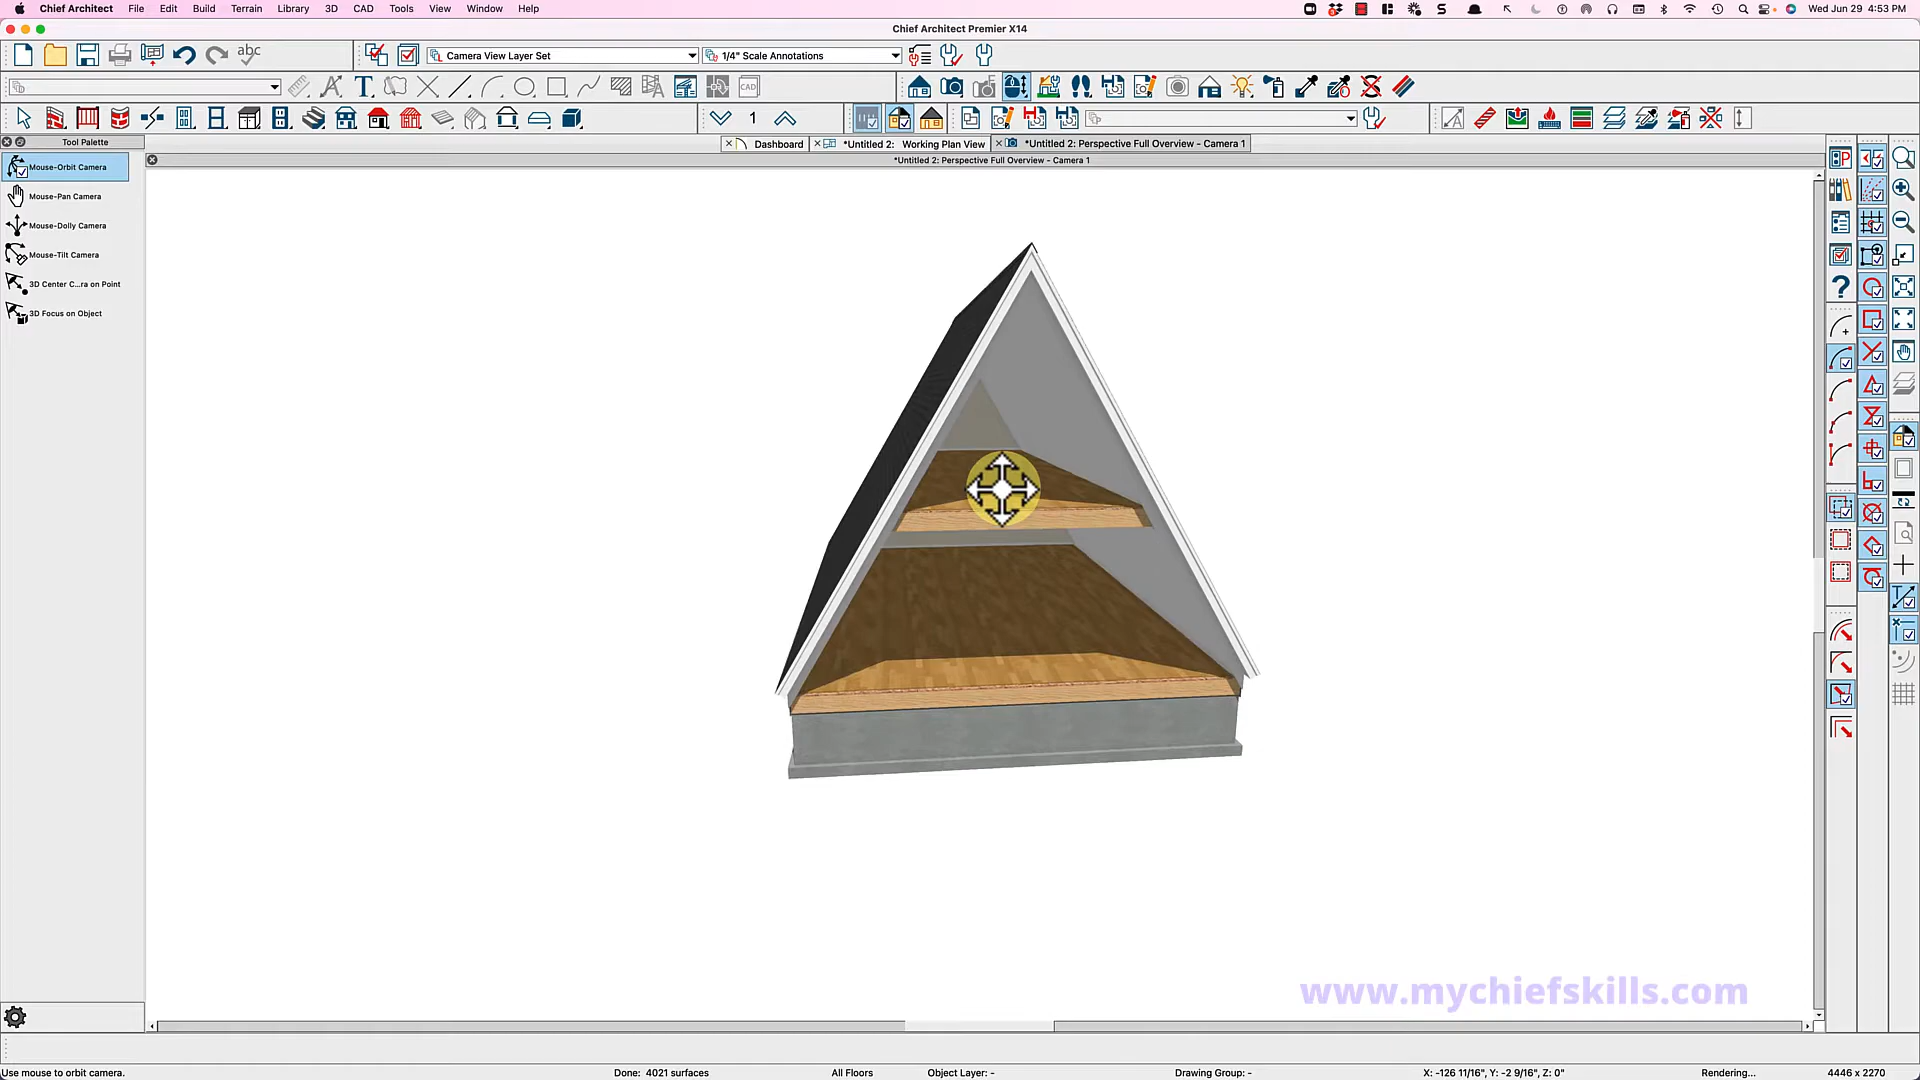 Chief Architect File Edit Build Terrain Library 3D CAD Tools View Window Help Wed Jun 29 4:53 PM
Chief Architect Premier X14
Camera View Layer Set 1/4" Scale Annotations
abc
T
A
CAD
1
Tool Palette
Dashboard *Untitled 2: Working Plan View *Untitled 2: Perspective Full Overview - Camera 1
*Untitled 2: Perspective Full Overview - Camera 1
Mouse-Orbit Camera
Mouse-Pan Camera
Mouse-Dolly Camera
Mouse-Tilt Camera
3D Center C...ra on Point
3D Focus on Object
www.mychiefskills.com
Use mouse to orbit camera. Done: 4021 surfaces All Floors Object Layer: - Drawing Group: - X: -126 11/16", Y: -2 9/16", Z: 0" Rendering... 4446 x 2270